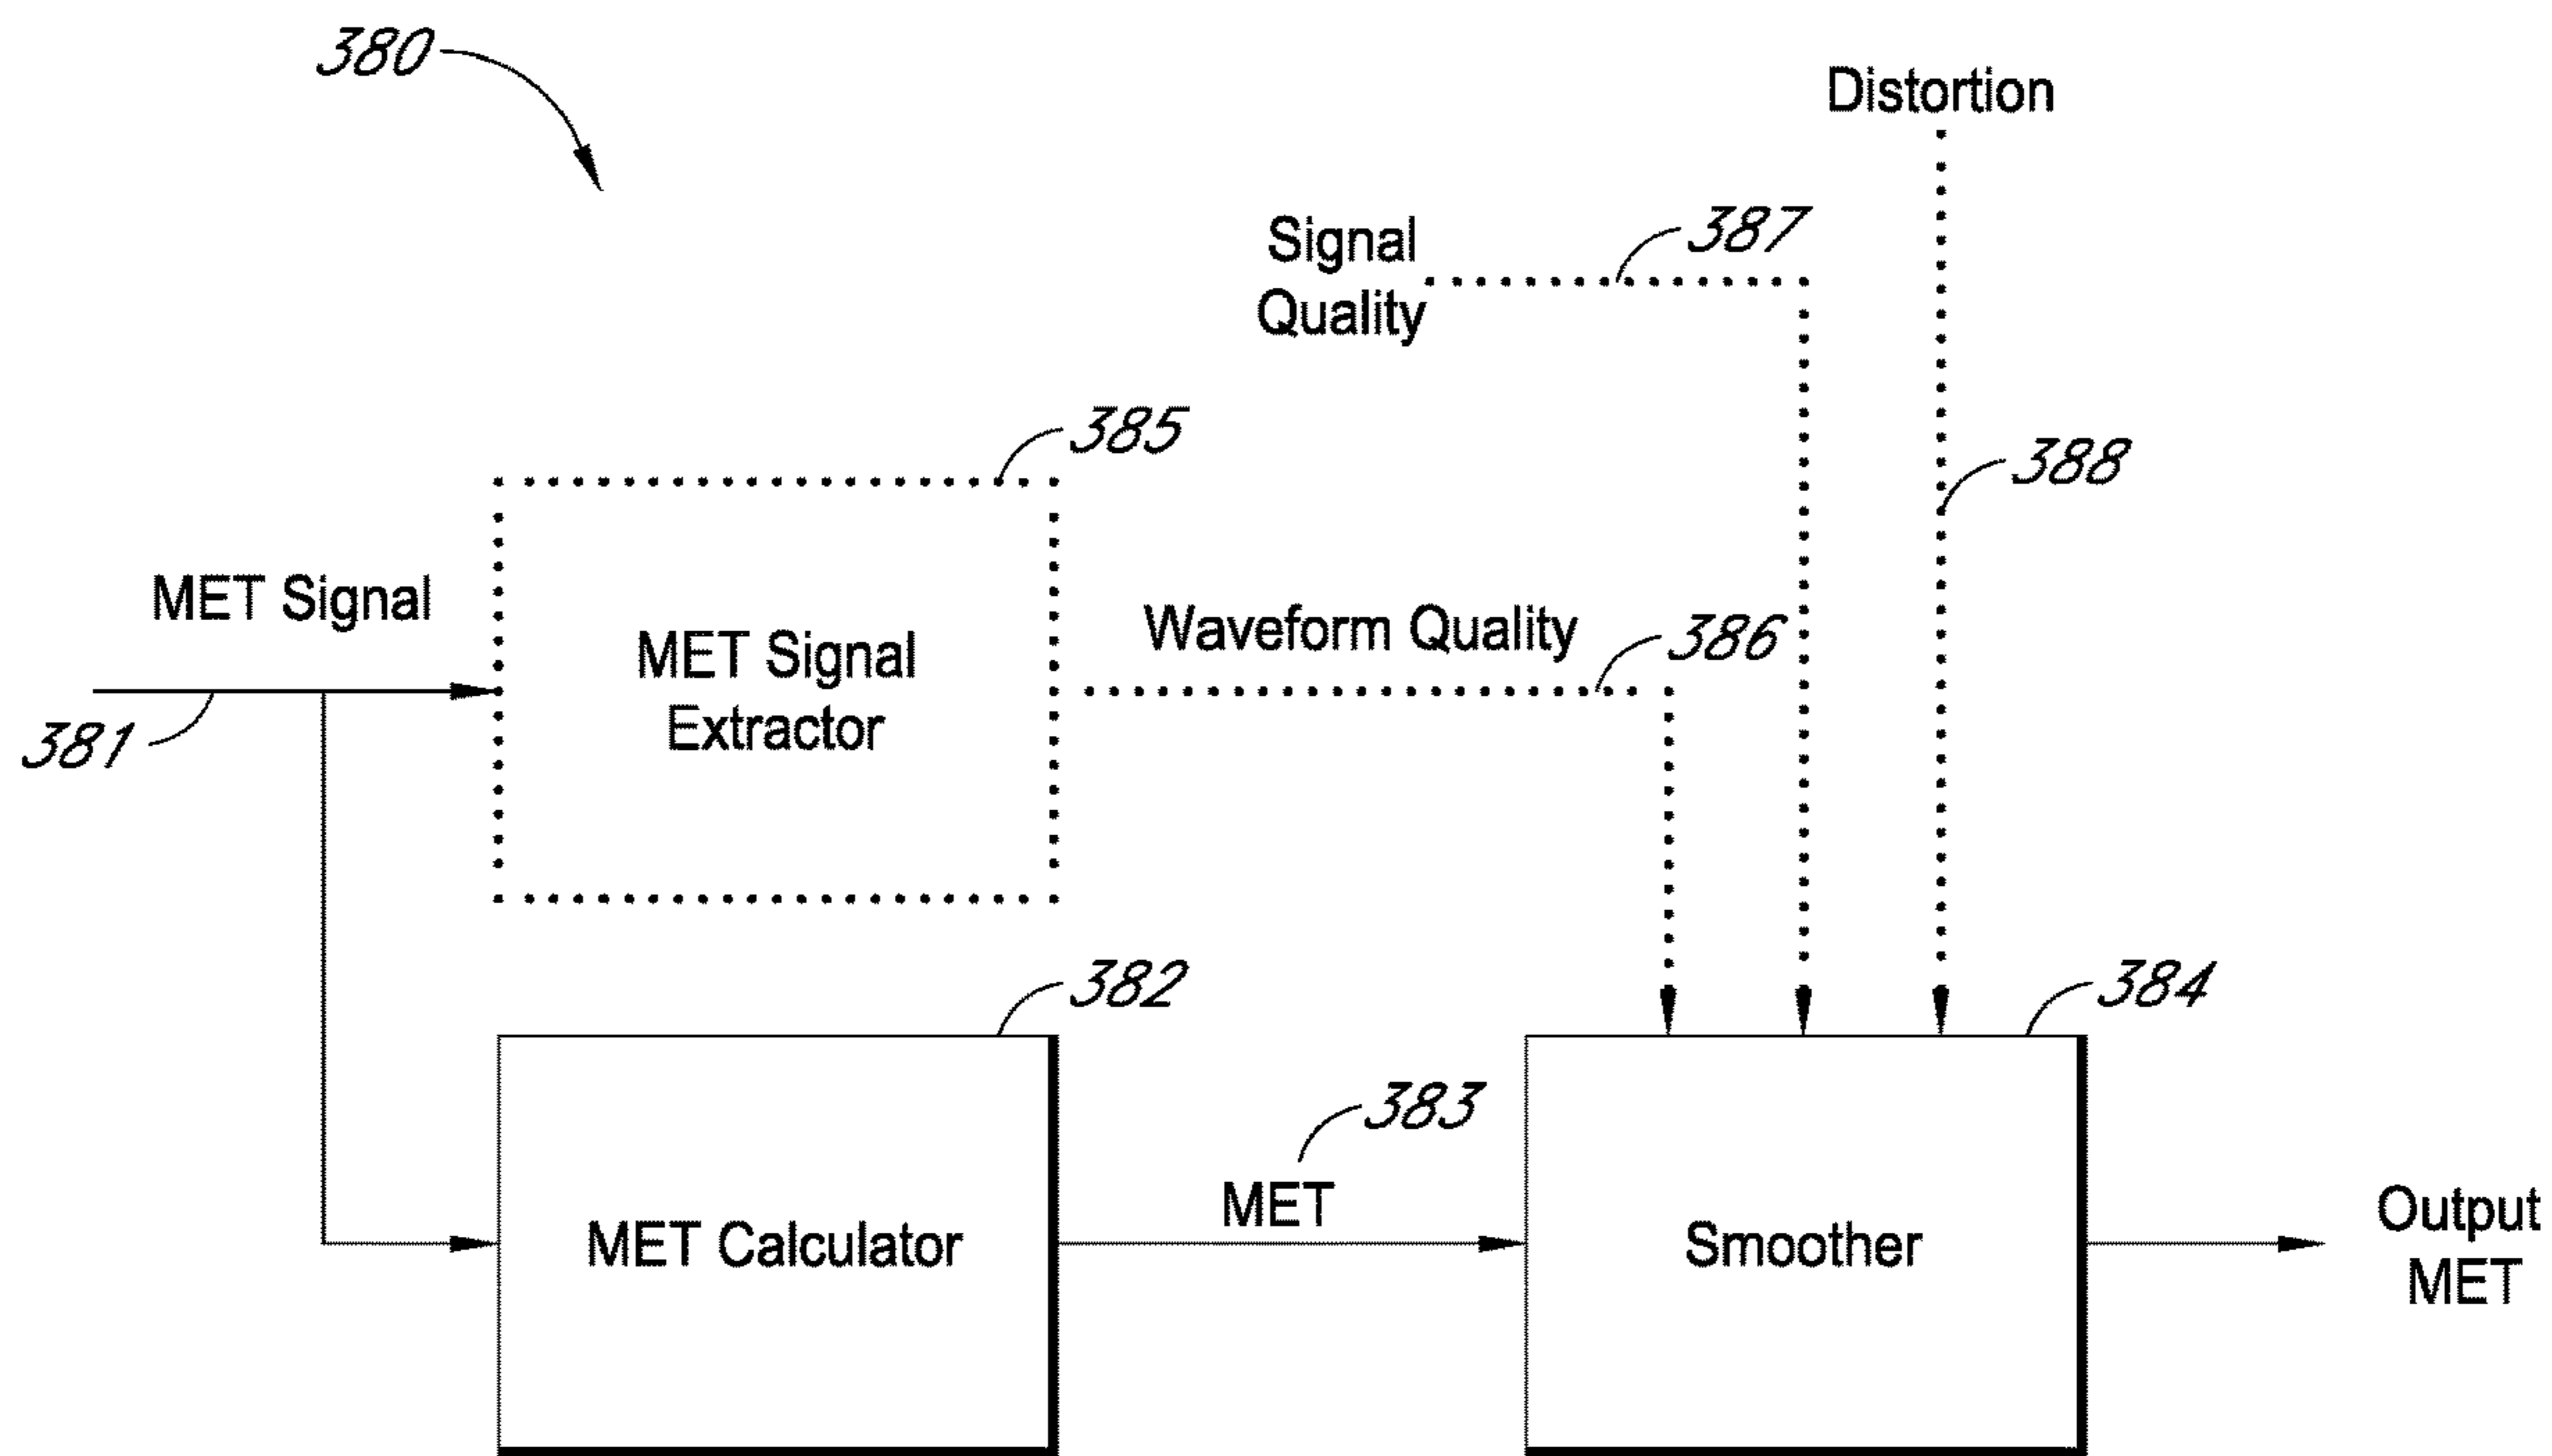 380
Distortion
Signal
Quality
387
385
388
MET Signal
Waveform Quality
386
MET Signal
Extractor
381
382
384
383
MET
MET Calculator
Smoother
Output
MET